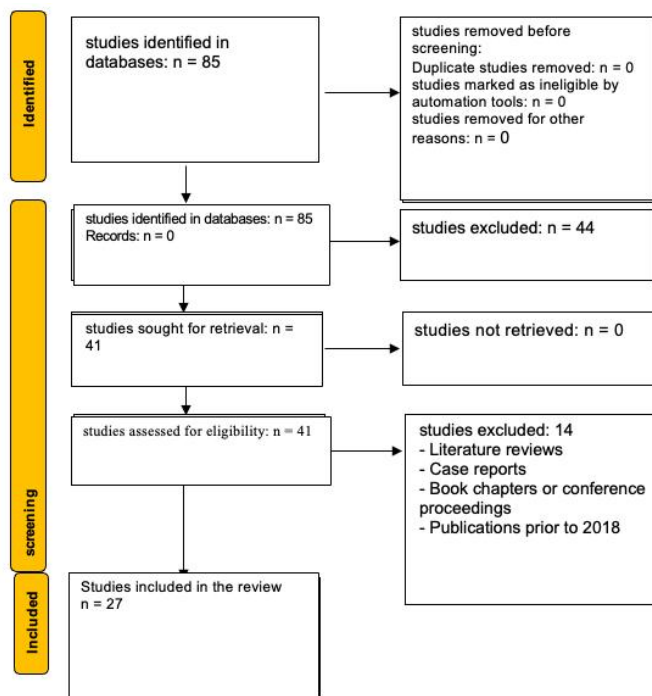 Identified
studies identified in
databases: n = 85
studies removed before
screening:
Duplicate studies removed: n = 0
studies marked as ineligible by
automation tools: n = 0
studies removed for other
reasons: n = 0
screening
studies identified in databases: n = 85
Records: n = 0
studies excluded: n = 44
studies sought for retrieval: n =
41
studies not retrieved: n = 0
studies assessed for eligibility: n = 41
studies excluded: 14
- Literature reviews
- Case reports
- Book chapters or conference
proceedings
- Publications prior to 2018
Included
Studies included in the review
n = 27